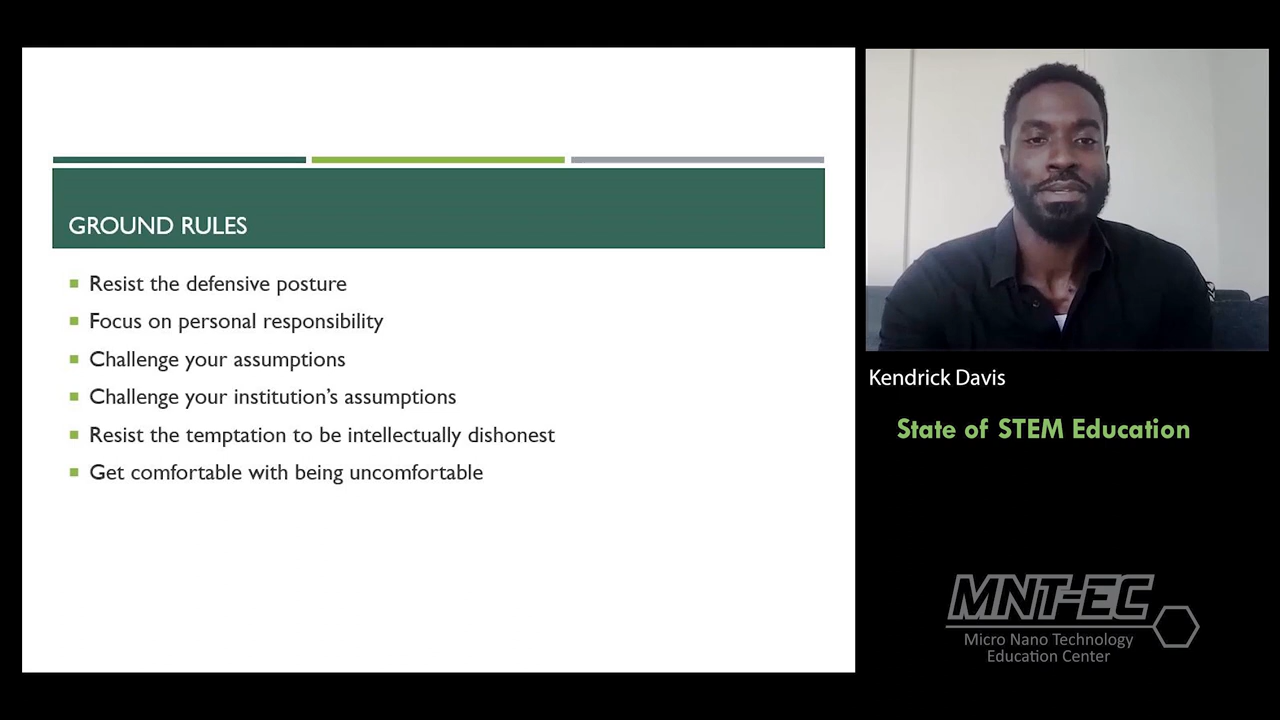 GROUND RULES
Resist the defensive posture
Focus on personal responsibility
Challenge your assumptions
Challenge your institution’s assumptions
Resist the temptation to be intellectually dishonest
Get comfortable with being uncomfortable
Kendrick Davis
State of STEM Education
MNT-EC
Micro Nano Technology
Education Center